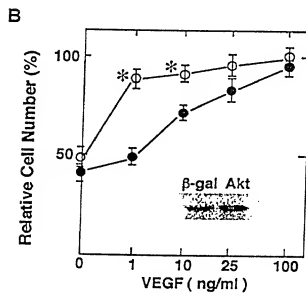 B
Relative Cell Number (%)
100
*
*
50
β-gal Akt
0 1 10 25 100
VEGF ( ng/ml )